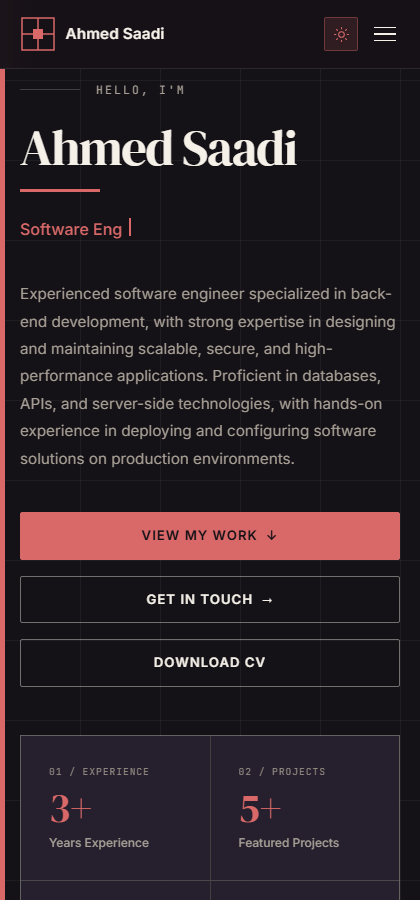 Ahmed Saadi
HELLO, I'M
Ahmed Saadi
Software Eng
Experienced software engineer specialized in back-
end development, with strong expertise in designing
and maintaining scalable, secure, and high-
performance applications. Proficient in databases,
APIs, and server-side technologies, with hands-on
experience in deploying and configuring software
solutions on production environments.
VIEW MY WORK ↓
GET IN TOUCH →
DOWNLOAD CV
01 / EXPERIENCE
3+
Years Experience
02 / PROJECTS
5+
Featured Projects